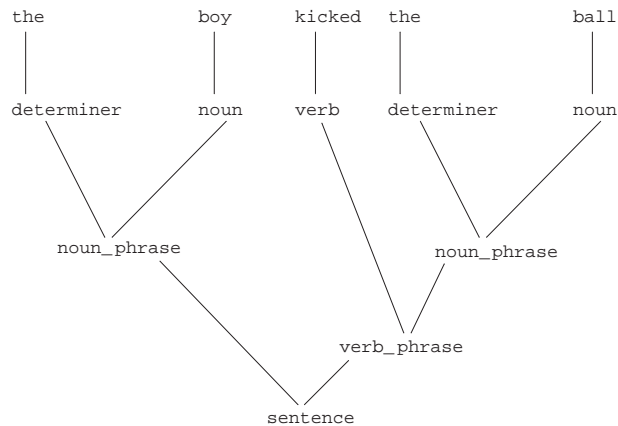 the boy kicked the ball
determiner noun verb determiner noun
noun_phrase noun_phrase
verb_phrase
sentence